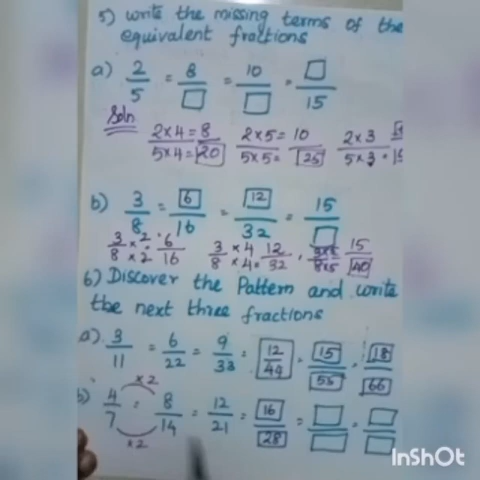 5) Write the missing terms of the
equivalent fractions
a) 2/5 = 8/□ = 10/□ = □/15
Soln
2×4=8/5×4=20 2×5=10/5×5=25 2×3/5×3=
b) 3/8 = 6/16 = 12/32 = 15/□
3/8 × 2/2 = 6/16 3/8 × 4/4 = 12/32 , 3×5/8×5 = 15/40
6) Discover the Pattern and write
the next three fractions
a) 3/11 = 6/22 = 9/33 = 12/44 = 15/55 = 18/66
×2
b) 4/7 = 8/14 = 12/21 = 16/28 = □/□ = □/□
×2
InShOt